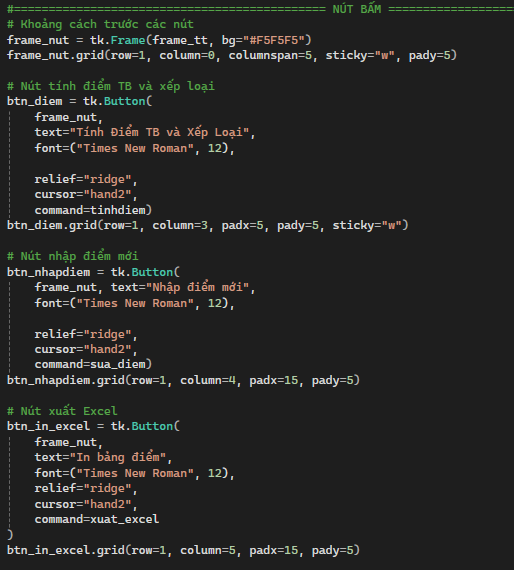 #============================================ NÚT BẤM ==================
# Khoảng cách trước các nút
frame_nut = tk.Frame(frame_tt, bg="#F5F5F5")
frame_nut.grid(row=1, column=0, columnspan=5, sticky="w", pady=5)
# Nút tính điểm TB và xếp loại
btn_diem = tk.Button(
    frame_nut,
    text="Tính Điểm TB và Xếp Loại",
    font=("Times New Roman", 12),
    relief="ridge",
    cursor="hand2",
    command=tinhdiem)
btn_diem.grid(row=1, column=3, padx=5, pady=5, sticky="w")
# Nút nhập điểm mới
btn_nhapdiem = tk.Button(
    frame_nut, text="Nhập điểm mới",
    font=("Times New Roman", 12),
    relief="ridge",
    cursor="hand2",
    command=sua_diem)
btn_nhapdiem.grid(row=1, column=4, padx=15, pady=5)
# Nút xuất Excel
btn_in_excel = tk.Button(
    frame_nut,
    text="In bảng điểm",
    font=("Times New Roman", 12),
    relief="ridge",
    cursor="hand2",
    command=xuat_excel
)
btn_in_excel.grid(row=1, column=5, padx=15, pady=5)